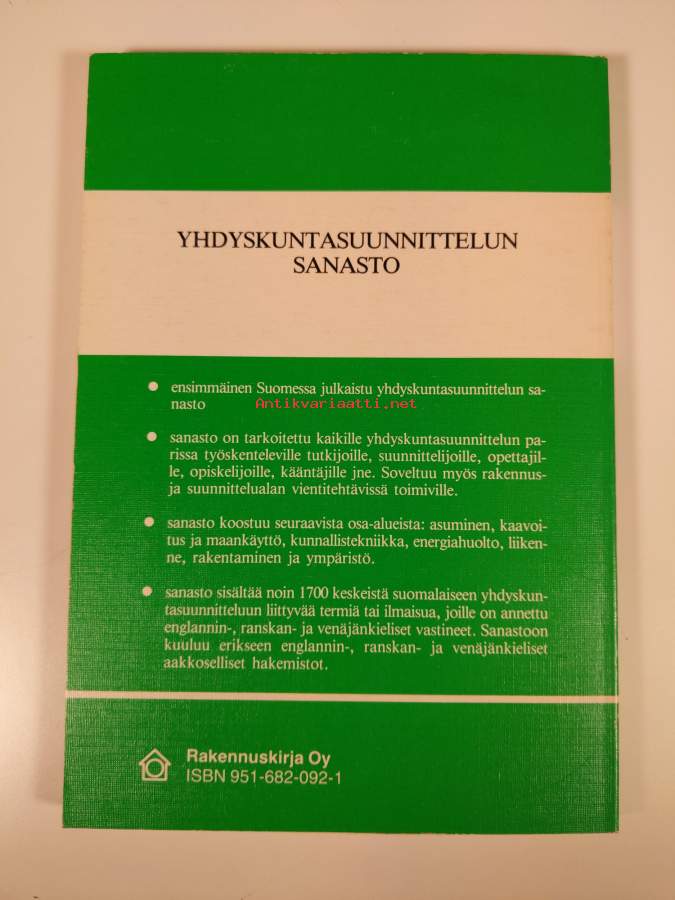 YHDYSKUNTASUUNNITTELUN
SANASTO
• ensimmäinen Suomessa julkaistu yhdyskuntasuunnittelun sa-
nasto
Antikvariaatti.net
• sanasto on tarkoitettu kaikille yhdyskuntasuunnittelun pa-
rissa työskenteleville tutkijoille, suunnittelijoille, opettajil-
le, opiskelijoille, kääntäjille jne. Soveltuu myös rakennus-
ja suunnittelualan vientitehtävissä toimiville.
• sanasto koostuu seuraavista osa-alueista: asuminen, kaavoi-
tus ja maankäyttö, kunnallistekniikka, energiahuolto, liiken-
ne, rakentaminen ja ympäristö.
• sanasto sisältää noin 1700 keskeistä suomalaiseen yhdyskun-
tasuunnitteluun liittyvää termiä tai ilmaisua, joille on annettu
englannin-, ranskan- ja venäjänkieliset vastineet. Sanastoon
kuuluu erikseen englannin-, ranskan- ja venäjänkieliset
aakkoselliset hakemistot.
Rakennuskirja Oy
ISBN 951-682-092-1